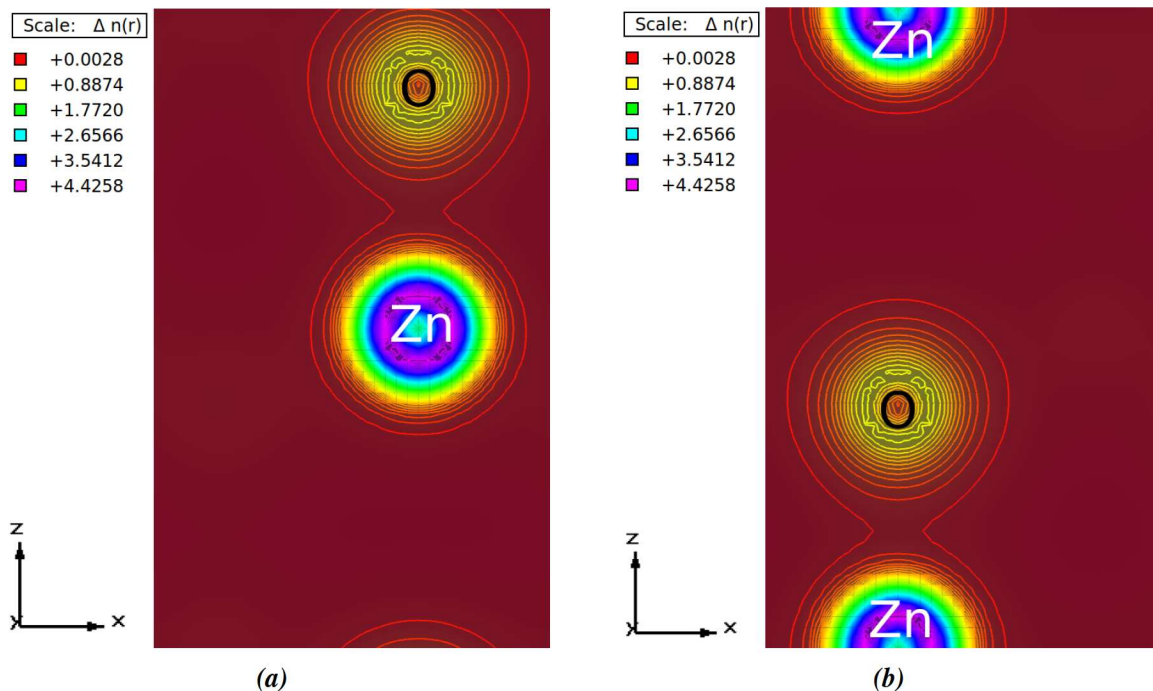 Scale: Δ n(r)
+0.0028
+0.8874
+1.7720
+2.6566
+3.5412
+4.4258
O
Zn
Z
Y X
(a)
Scale: Δ n(r)
+0.0028
+0.8874
+1.7720
+2.6566
+3.5412
+4.4258
Zn
O
Zn
Z
Y X
(b)